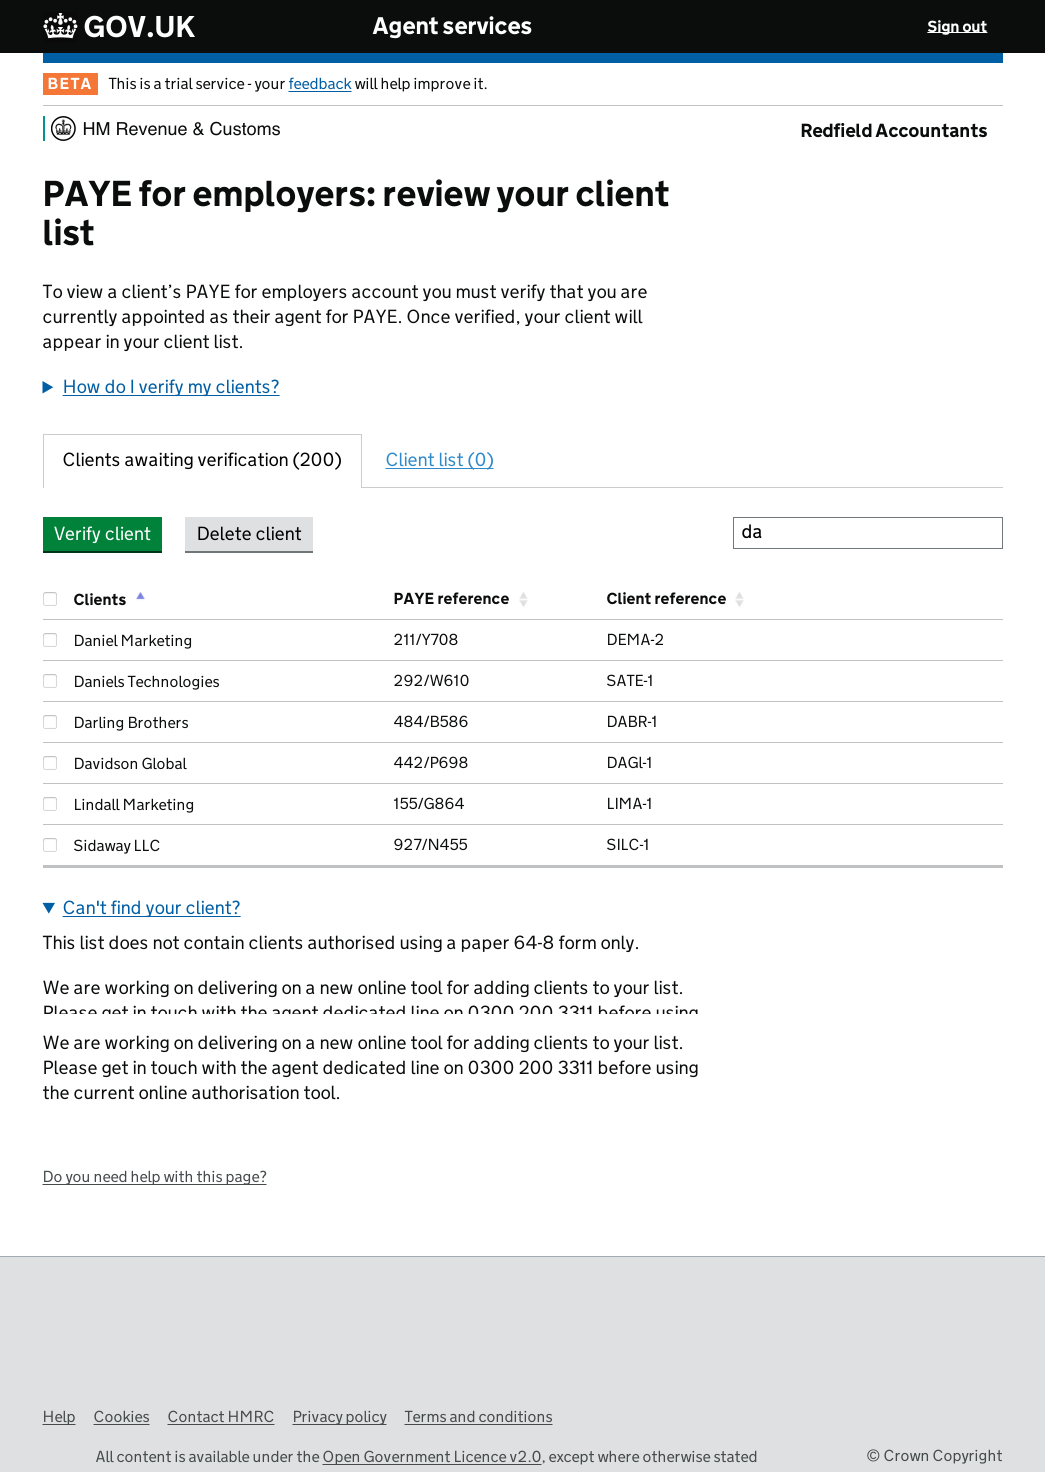 GOV.UK Agent services Sign out
BETA This is a trial service - your feedback will help improve it.
HM Revenue & Customs Redfield Accountants
PAYE for employers: review your client
list
To view a client’s PAYE for employers account you must verify that you are
currently appointed as their agent for PAYE. Once verified, your client will
appear in your client list.
How do I verify my clients?
Clients awaiting verification (200) Client list (0)
Verify client Delete client da
Clients PAYE reference Client reference
Daniel Marketing 211/Y708 DEMA-2
Daniels Technologies 292/W610 SATE-1
Darling Brothers 484/B586 DABR-1
Davidson Global 442/P698 DAGl-1
Lindall Marketing 155/G864 LIMA-1
Sidaway LLC 927/N455 SILC-1
Can't find your client?
This list does not contain clients authorised using a paper 64-8 form only.
We are working on delivering on a new online tool for adding clients to your list.
Please get in touch with the agent dedicated line on 0300 200 3311 before using
We are working on delivering on a new online tool for adding clients to your list.
Please get in touch with the agent dedicated line on 0300 200 3311 before using
the current online authorisation tool.
Do you need help with this page?
Help Cookies Contact HMRC Privacy policy Terms and conditions
All content is available under the Open Government Licence v2.0, except where otherwise stated © Crown Copyright